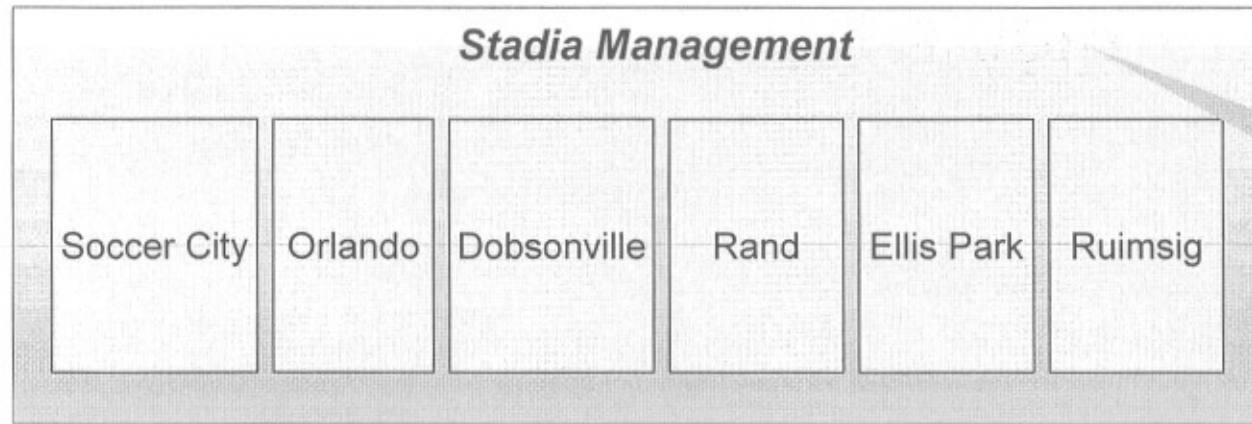 Stadia Management
Soccer City Orlando Dobsonville Rand Ellis Park Ruimsig